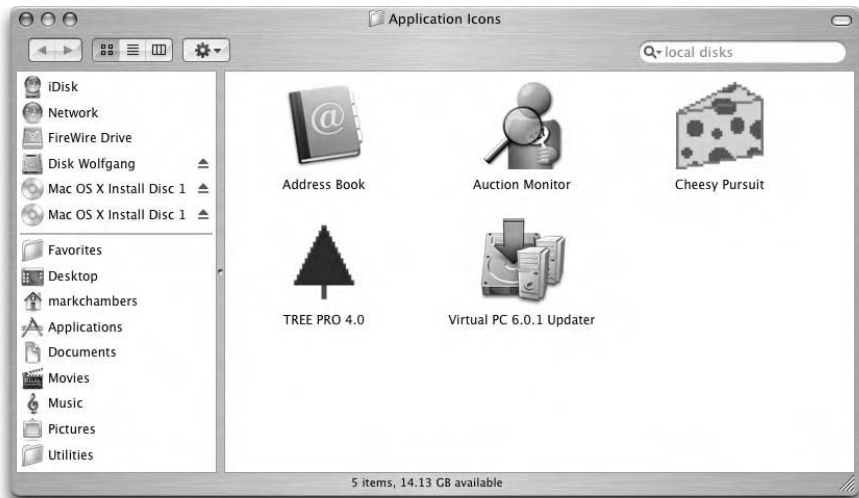 Application Icons
local disks
iDisk
Network
FireWire Drive
Disk Wolfgang
Mac OS X Install Disc 1
Mac OS X Install Disc 1
Favorites
Desktop
markchambers
Applications
Documents
Movies
Music
Pictures
Utilities
@
Address Book
Auction Monitor
Cheesy Pursuit
TREE PRO 4.0
Virtual PC 6.0.1 Updater
5 items, 14.13 GB available